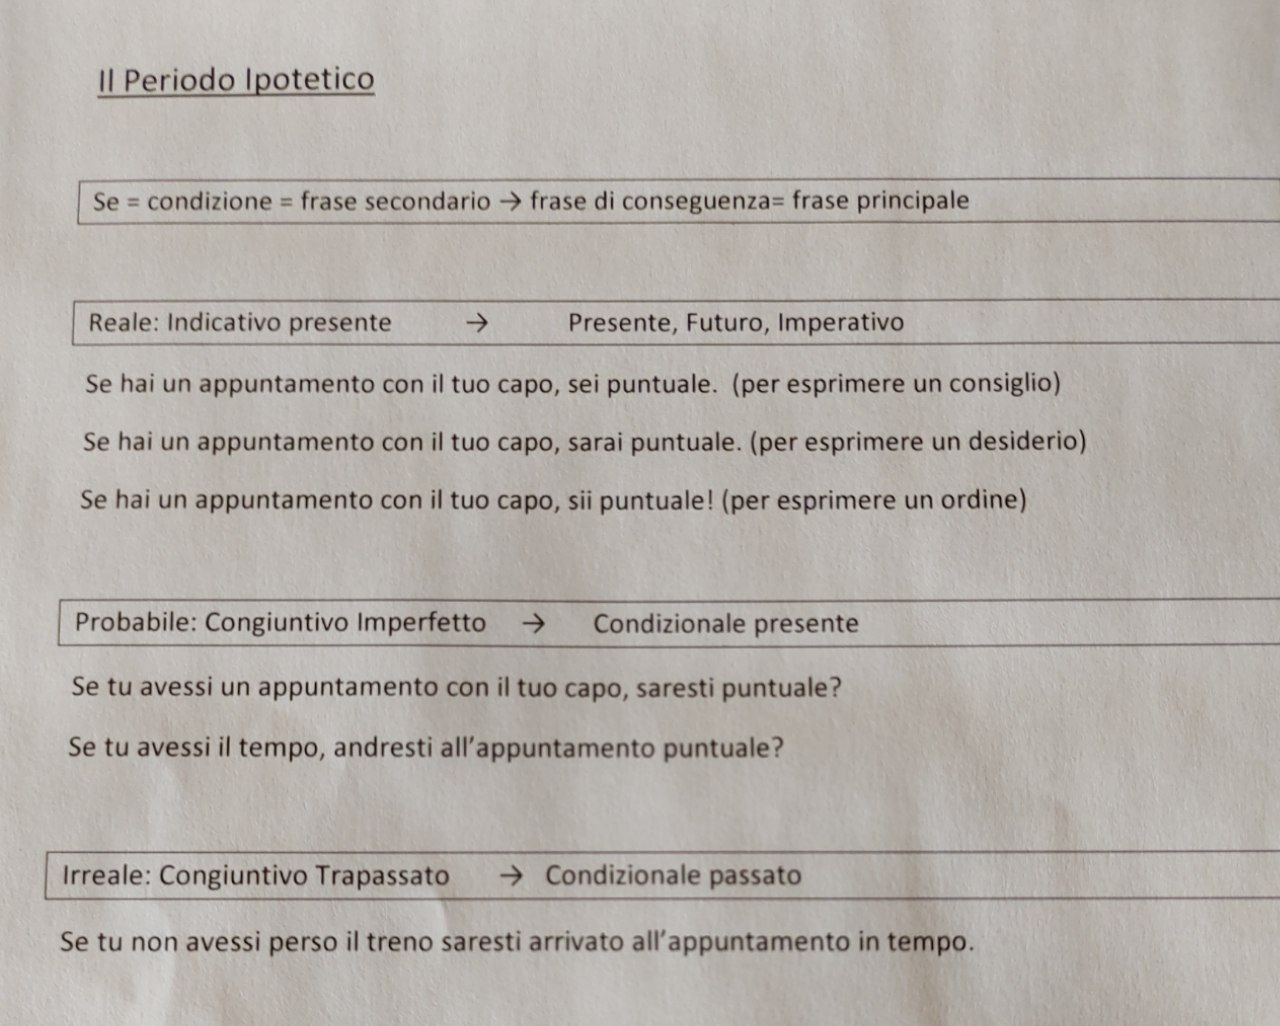 Il Periodo Ipotetico
Se = condizione = frase secondario → frase di conseguenza= frase principale
Reale: Indicativo presente → Presente, Futuro, Imperativo
Se hai un appuntamento con il tuo capo, sei puntuale. (per esprimere un consiglio)
Se hai un appuntamento con il tuo capo, sarai puntuale. (per esprimere un desiderio)
Se hai un appuntamento con il tuo capo, sii puntuale! (per esprimere un ordine)
Probabile: Congiuntivo Imperfetto → Condizionale presente
Se tu avessi un appuntamento con il tuo capo, saresti puntuale?
Se tu avessi il tempo, andresti all’appuntamento puntuale?
Irreale: Congiuntivo Trapassato → Condizionale passato
Se tu non avessi perso il treno saresti arrivato all’appuntamento in tempo.